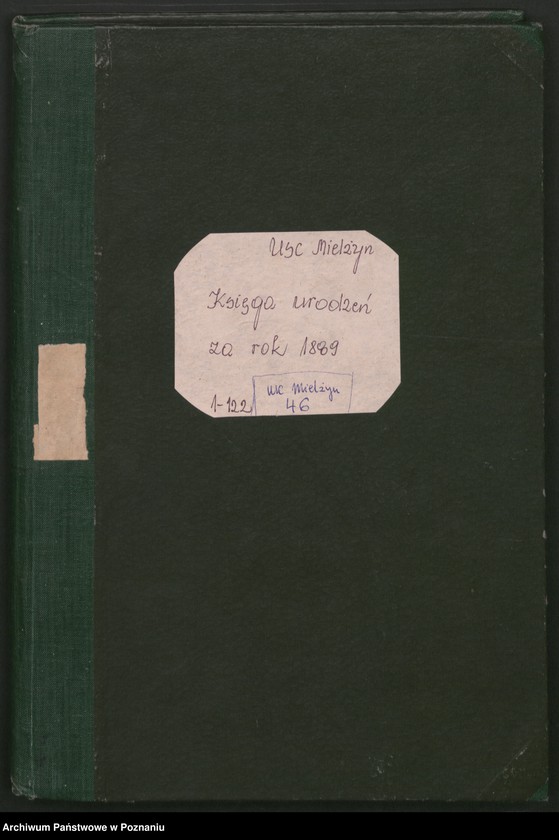 USC Mielżyn
Księga urodzeń
za rok 1889
1-122
USC Mielżyn
46
Archiwum Państwowe w Poznaniu